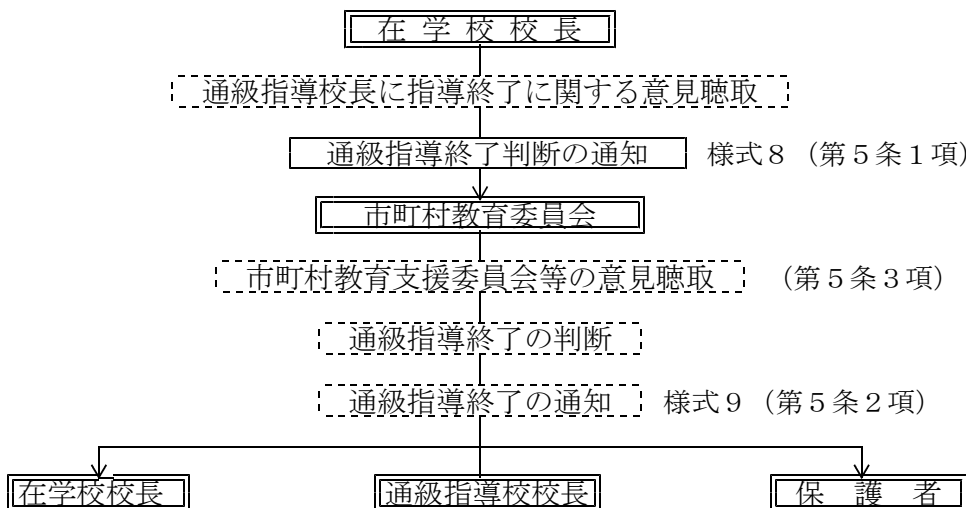 在 学 校 校 長
通級指導校長に指導終了に関する意見聴取
通級指導終了判断の通知 様式８（第５条１項）
市町村教育委員会
市町村教育支援委員会等の意見聴取 （第５条３項）
通級指導終了の判断
通級指導終了の通知 様式９（第５条２項）
在学校校長 通級指導校校長 保 護 者